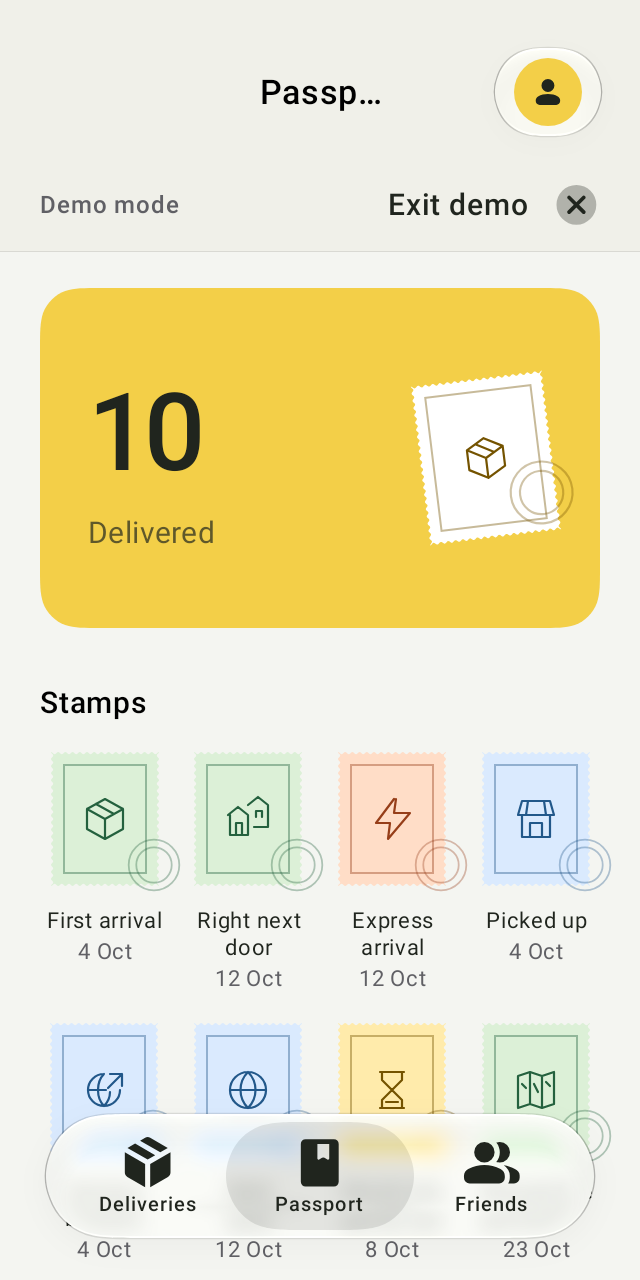 Passp...
Demo mode
Exit demo
10
Delivered
Stamps
First arrival
4 Oct
Right next
door
12 Oct
Express
arrival
12 Oct
Picked up
4 Oct
Deliveries
Passport
Friends
4 Oct
12 Oct
8 Oct
23 Oct